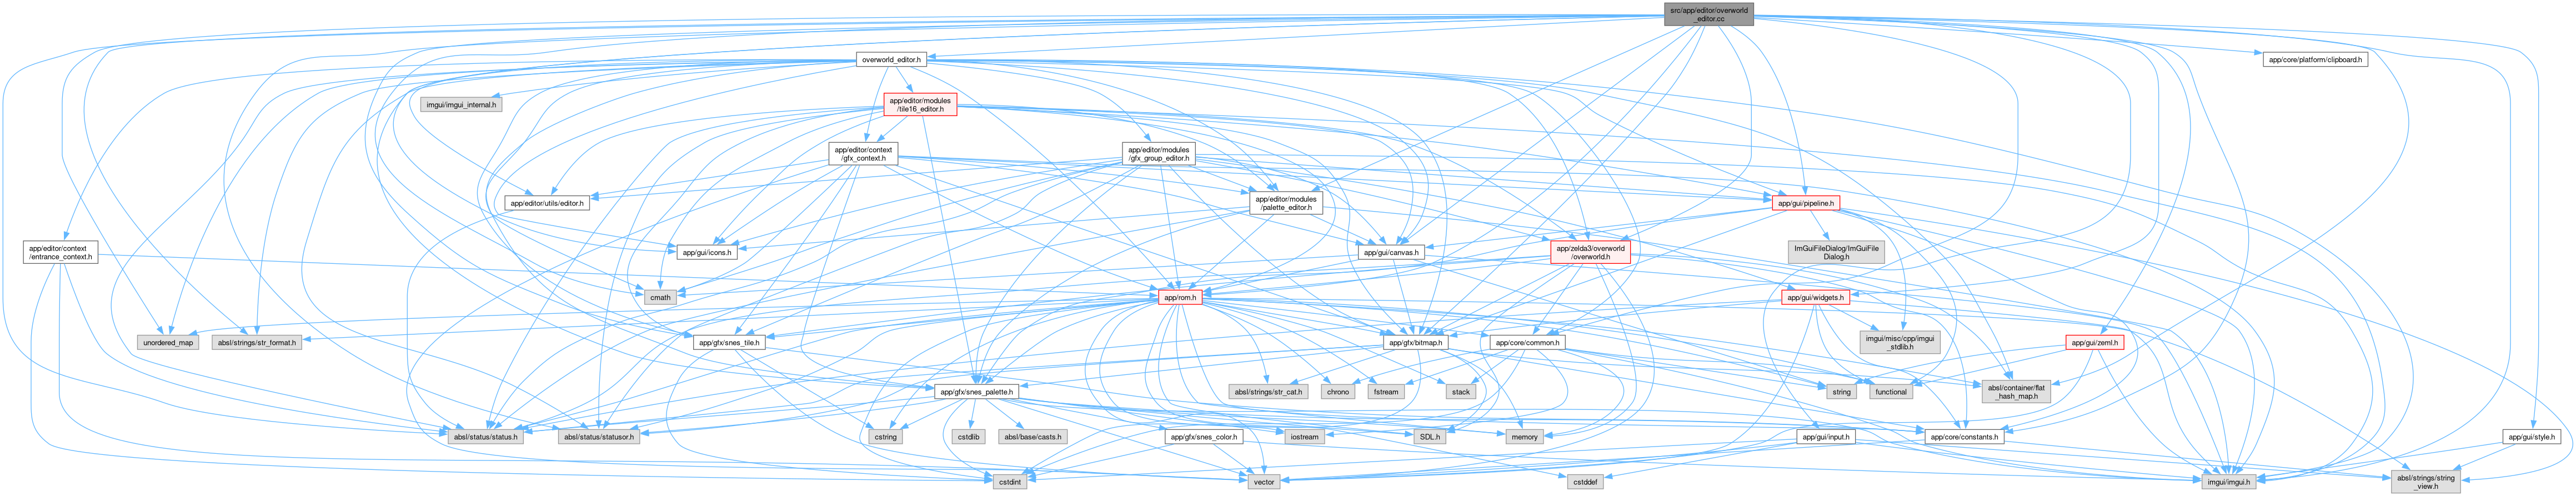 src/app/editor/overworld
_editor.cc
overworld_editor.h
app/core/platform/clipboard.h
imgui/imgui_internal.h
app/editor/modules
/tile16_editor.h
app/editor/context
/gfx_context.h
app/editor/modules
/gfx_group_editor.h
app/editor/utils/editor.h
app/editor/modules
/palette_editor.h
app/gui/pipeline.h
app/editor/context
/entrance_context.h
app/gui/icons.h
app/gui/canvas.h
app/zelda3/overworld
/overworld.h
ImGuiFileDialog/ImGuiFile
Dialog.h
cmath
app/rom.h
app/gui/widgets.h
unordered_map
absl/strings/str_format.h
app/gfx/snes_tile.h
app/gfx/bitmap.h
app/core/common.h
imgui/misc/cpp/imgui
_stdlib.h
app/gui/zeml.h
app/gfx/snes_palette.h
absl/strings/str_cat.h
chrono
fstream
stack
string
functional
absl/container/flat
_hash_map.h
absl/status/status.h
absl/status/statusor.h
cstring
cstdlib
absl/base/casts.h
app/gfx/snes_color.h
iostream
SDL.h
memory
app/gui/input.h
app/core/constants.h
app/gui/style.h
cstdint
vector
cstddef
imgui/imgui.h
absl/strings/string
_view.h